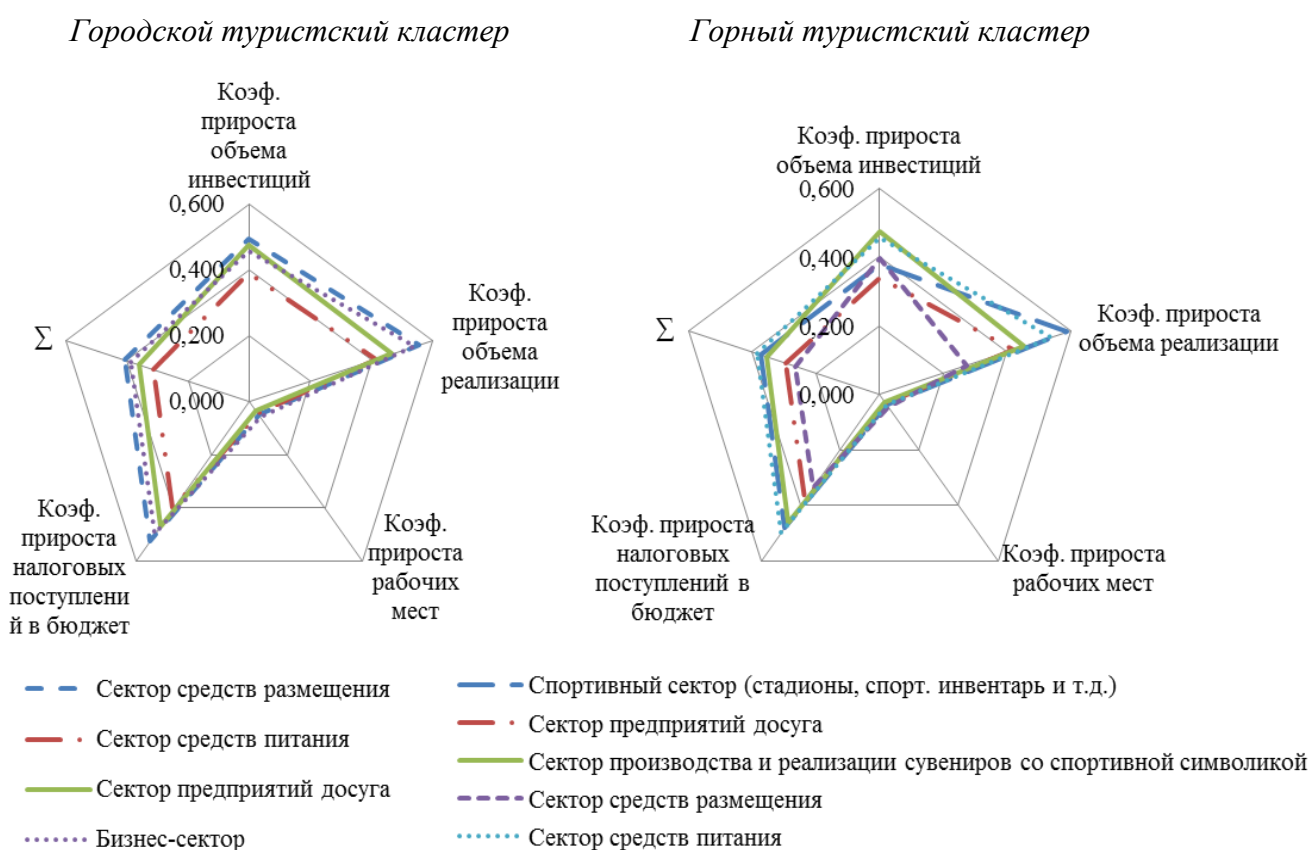 Городской туристский кластер
Коэф.
прироста
объема
инвестиций
0,600
0,400
0,200
0,000
Коэф.
прироста
объема
реализации
Коэф.
прироста
рабочих
мест
Коэф.
прироста
налоговых
поступлени
й в бюджет
∑
Сектор средств размещения
Сектор средств питания
Сектор предприятий досуга
Бизнес-сектор
Горный туристский кластер
Коэф. прироста
объема инвестиций
0,600
0,400
0,200
0,000
Коэф. прироста
объема реализации
Коэф. прироста
рабочих мест
Коэф. прироста
налоговых
поступлений в
бюджет
∑
Спортивный сектор (стадионы, спорт. инвентарь и т.д.)
Сектор предприятий досуга
Сектор производства и реализации сувениров со спортивной символикой
Сектор средств размещения
Сектор средств питания